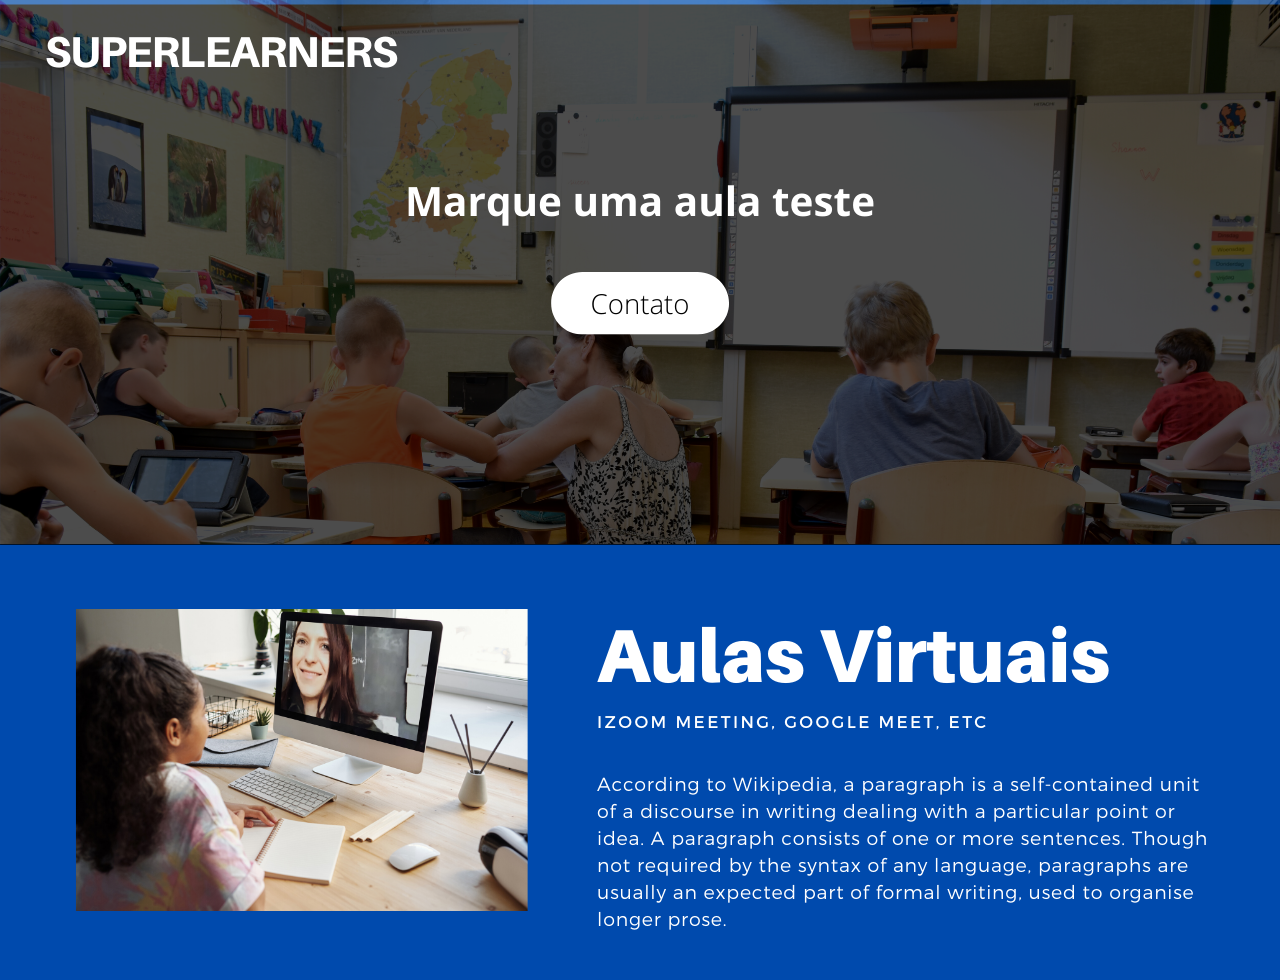 SUPERLEARNERS
Marque uma aula teste
Contato
Aulas Virtuais
IZOOM MEETING, GOOGLE MEET, ETC
According to Wikipedia, a paragraph is a self-contained unit
of a discourse in writing dealing with a particular point or
idea. A paragraph consists of one or more sentences. Though
not required by the syntax of any language, paragraphs are
usually an expected part of formal writing, used to organise
longer prose.